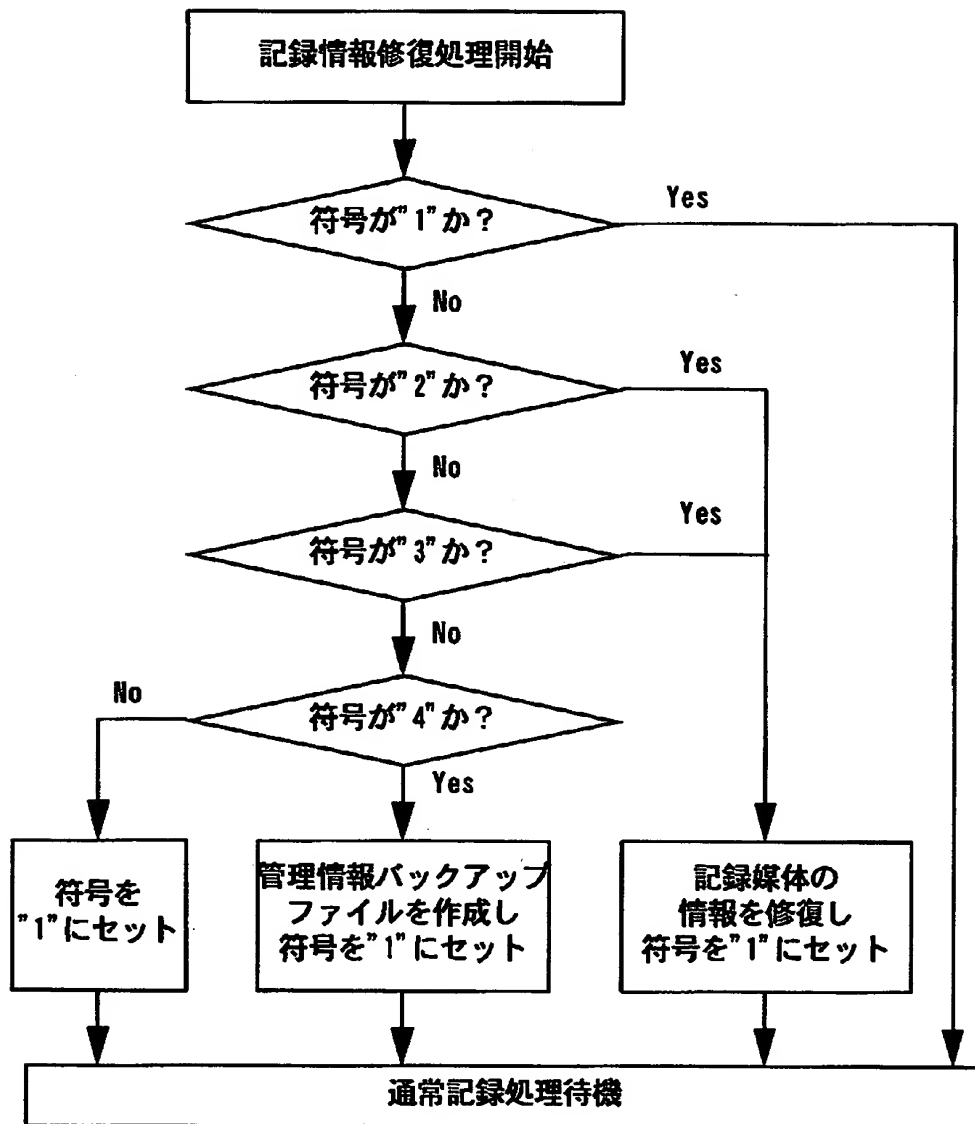 記録情報修復処理開始
符号が"1"か?
Yes
No
符号が"2"か?
Yes
No
符号が"3"か?
Yes
No
符号が"4"か?
No
Yes
符号を
"1"にセット
管理情報バックアップ
ファイルを作成し
符号を"1"にセット
記録媒体の
情報を修復し
符号を"1"にセット
通常記録処理待機